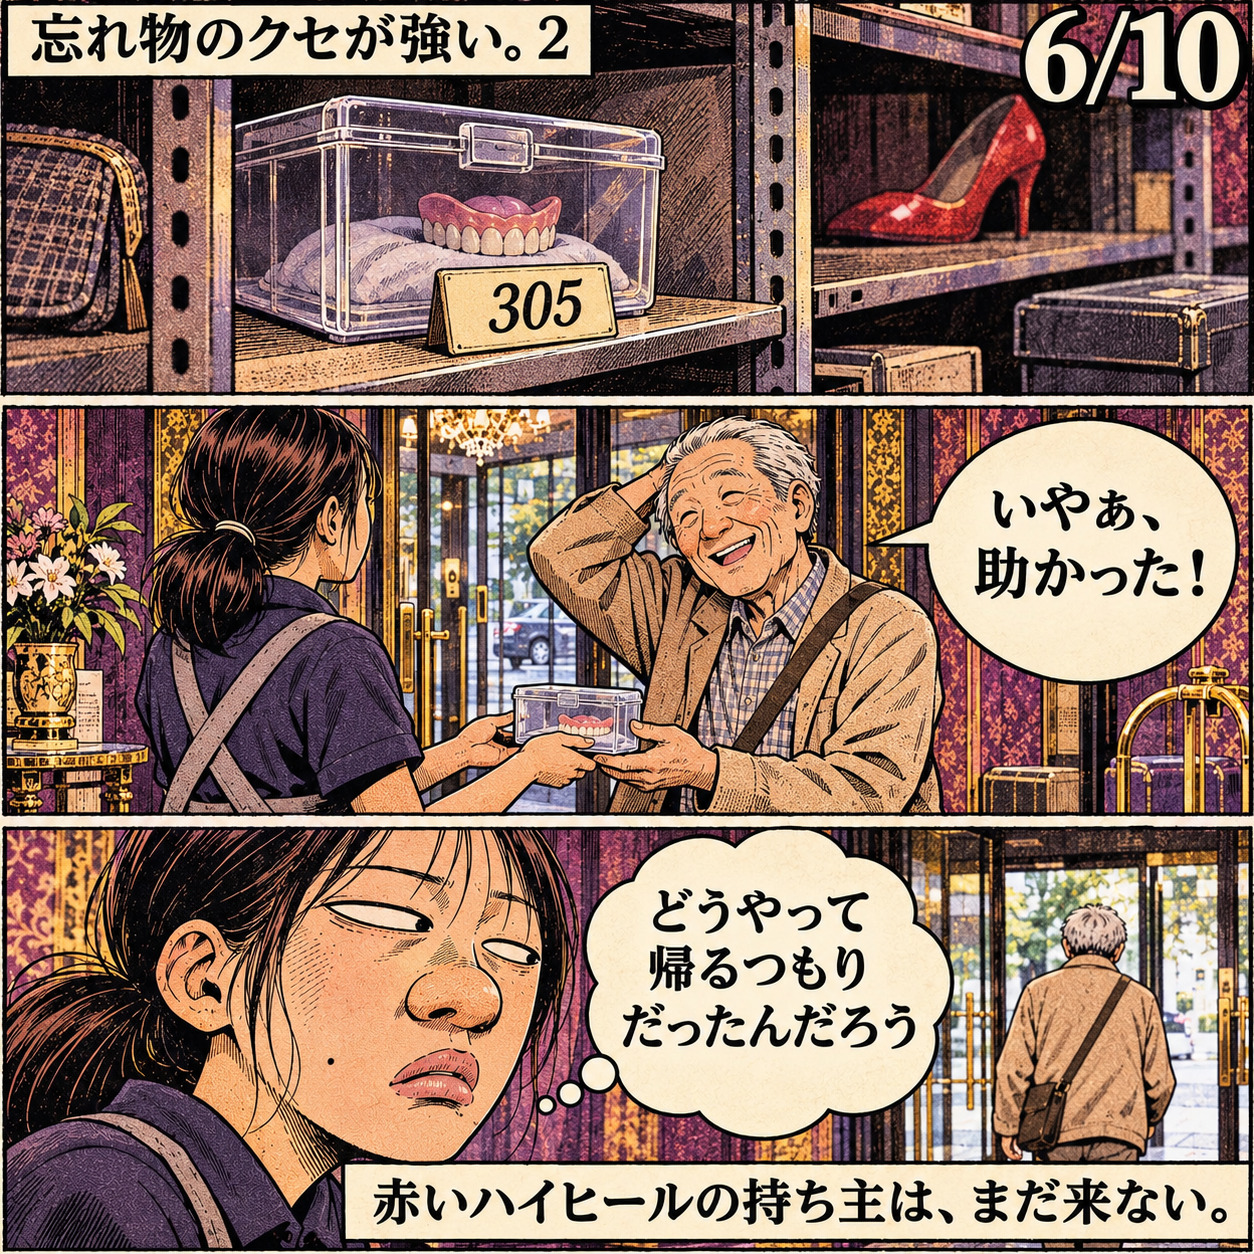 忘れ物のクセが強い。2
6/10
305
いやぁ、
助かった！
どうやって
帰るつもり
だったんだろう
赤いハイヒールの持ち主は、まだ来ない。